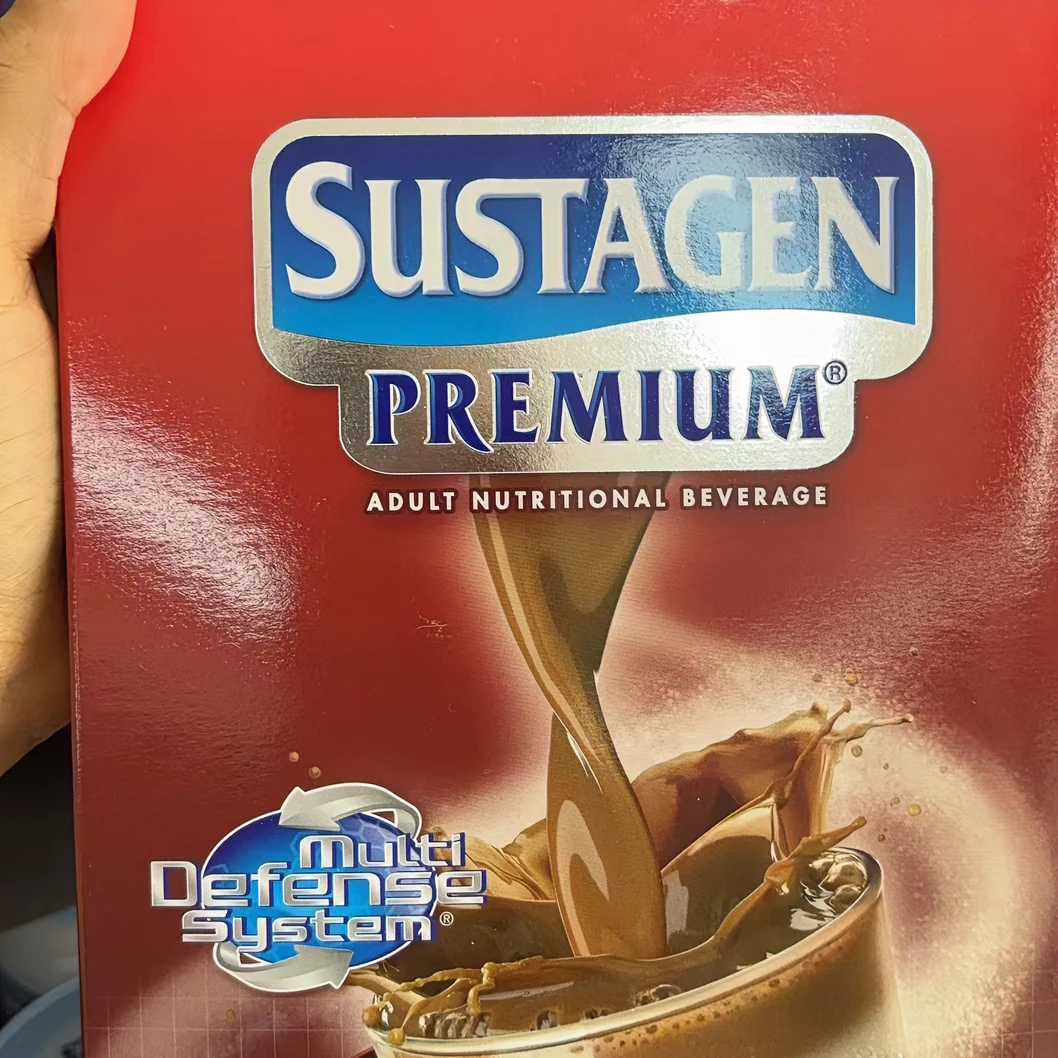 SUSTAGEN
PREMIUM®
ADULT NUTRITIONAL BEVERAGE
Multi
Defense
System®